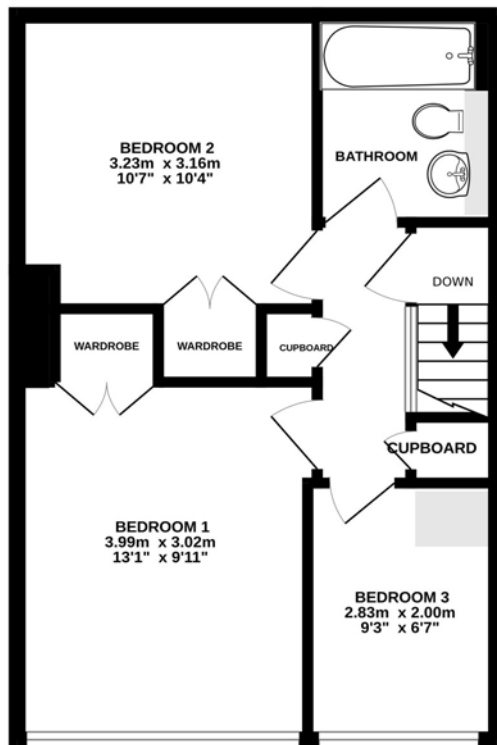 BEDROOM 2
3.23m x 3.16m
10'7" x 10'4"
BATHROOM
DOWN
WARDROBE
WARDROBE
CUPBOARD
CUPBOARD
BEDROOM 1
3.99m x 3.02m
13'1" x 9'11"
BEDROOM 3
2.83m x 2.00m
9'3" x 6'7"